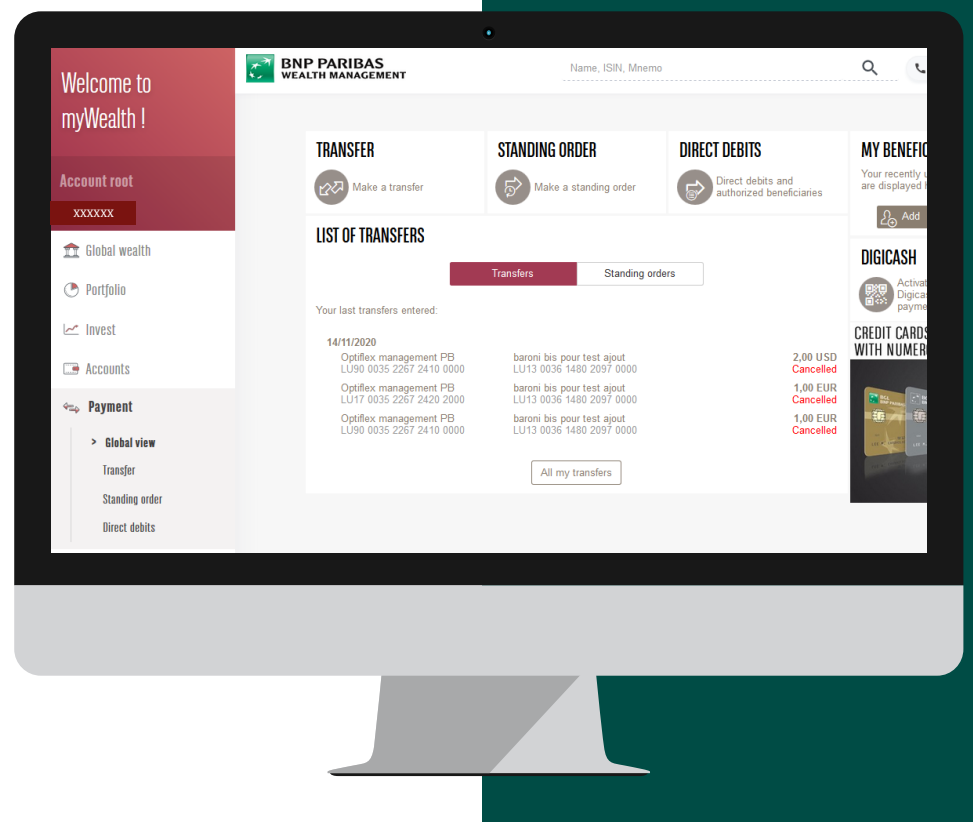 Welcome to
myWealth !
Account root
XXXXXX
Global wealth
Portfolio
Invest
Accounts
Payment
> Global view
Transfer
Standing order
Direct debits
BNP PARIBAS
WEALTH MANAGEMENT
Name, ISIN, Mnemo
TRANSFER
Make a transfer
STANDING ORDER
Make a standing order
DIRECT DEBITS
Direct debits and
authorized beneficiaries
LIST OF TRANSFERS
Transfers
Standing orders
Your last transfers entered:
14/11/2020
Optiflex management PB baroni bis pour test ajout 2,00 USD
LU90 0035 2267 2410 0000 LU13 0036 1480 2097 0000 Cancelled
Optiflex management PB baroni bis pour test ajout 1,00 EUR
LU17 0035 2267 2420 2000 LU13 0036 1480 2097 0000 Cancelled
Optiflex management PB baroni bis pour test ajout 1,00 EUR
LU90 0035 2267 2410 0000 LU13 0036 1480 2097 0000 Cancelled
All my transfers
MY BENEFIC
Your recently u
are displayed
Add
DIGICASH
Activat
Digica
payme
CREDIT CARDS
WITH NUMER